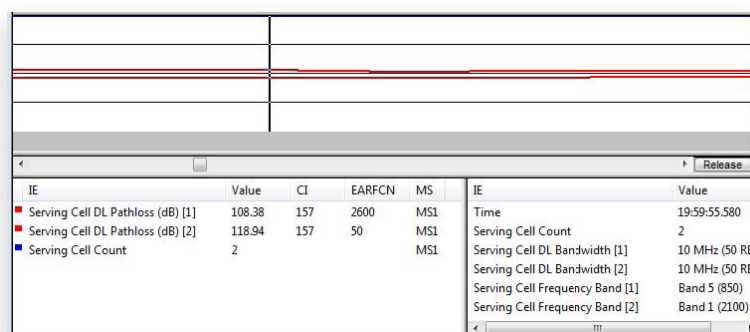 Release
IE Value CI EARFCN MS
Serving Cell DL Pathloss (dB) [1] 108.38 157 2600 MS1
Serving Cell DL Pathloss (dB) [2] 118.94 157 50 MS1
Serving Cell Count 2 MS1
IE Value
Time 19:59:55.580
Serving Cell Count 2
Serving Cell DL Bandwidth [1] 10 MHz (50 RB
Serving Cell DL Bandwidth [2] 10 MHz (50 RB
Serving Cell Frequency Band [1] Band 5 (850)
Serving Cell Frequency Band [2] Band 1 (2100)